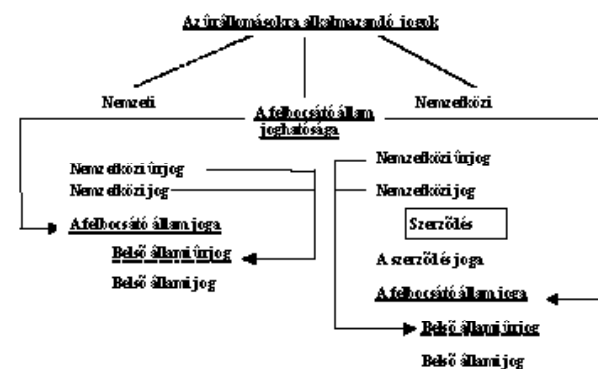 Az űrállomásokra alkalmazandó jogok
Nemzeti
A felbocsátó állam
joghatósága
Nemzetközi
Nemzetközi űrjog
Nemzetközi jog
A felbocsátó állam joga
Belső állami űrjog
Belső állami jog
Nemzetközi űrjog
Nemzetközi jog
Szerződés
A szerződés joga
A felbocsátó állam joga
Belső állami űrjog
Belső állami jog